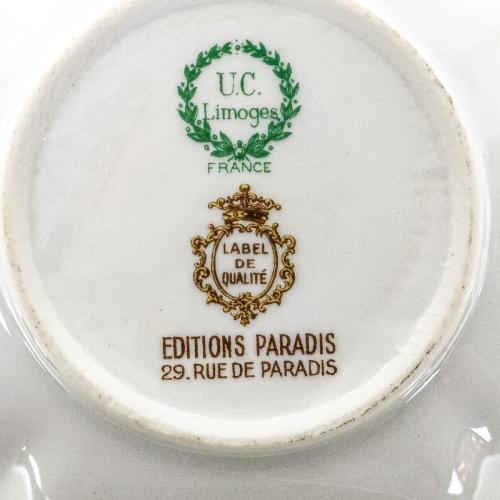 U.C.
Limoges
FRANCE
LABEL
DE
QUALITÉ
EDITIONS PARADIS
29. RUE DE PARADIS